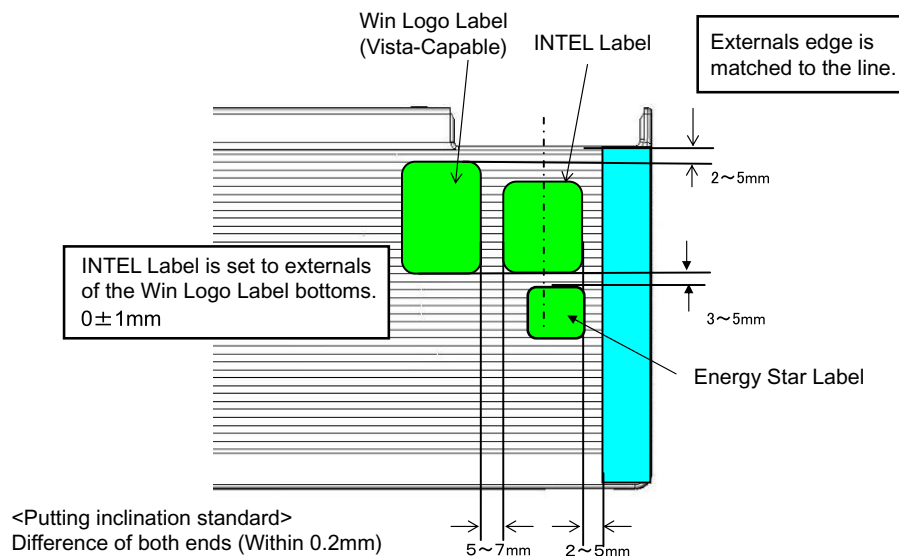 Win Logo Label
(Vista-Capable)
INTEL Label
Externals edge is
matched to the line.
2～5mm
INTEL Label is set to externals
of the Win Logo Label bottoms.
0±1mm
3～5mm
Energy Star Label
<Putting inclination standard>
Difference of both ends (Within 0.2mm)
5～7mm
2～5mm